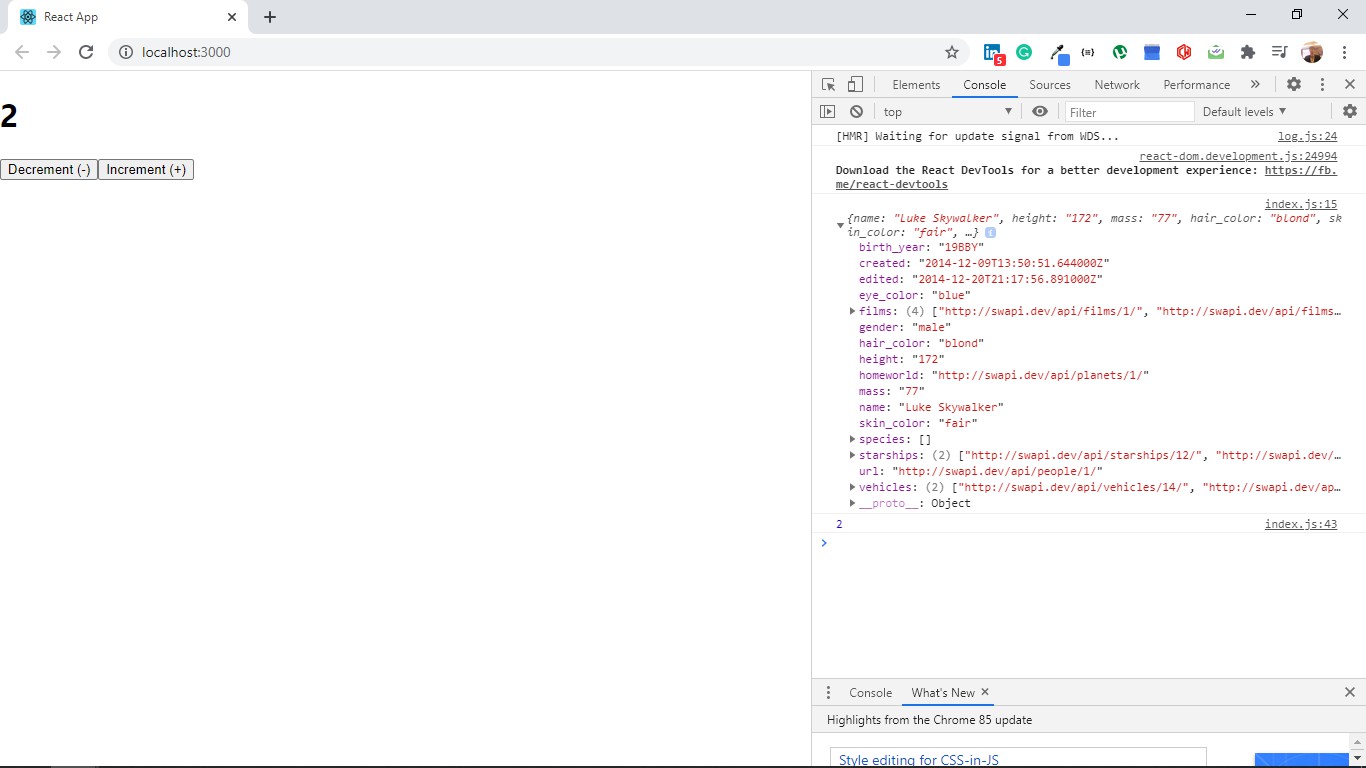 React App
localhost:3000
5
2
Decrement (-) Increment (+)
Elements Console Sources Network Performance »
top Filter Default levels
[HMR] Waiting for update signal from WDS... log.js:24
react-dom.development.js:24994
Download the React DevTools for a better development experience: https://fb.
me/react-devtools
index.js:15
{name: "Luke Skywalker", height: "172", mass: "77", hair_color: "blond", sk
in_color: "fair", …}
birth_year: "19BBY"
created: "2014-12-09T13:50:51.644000Z"
edited: "2014-12-20T21:17:56.891000Z"
eye_color: "blue"
films: (4) ["http://swapi.dev/api/films/1/", "http://swapi.dev/api/films…
gender: "male"
hair_color: "blond"
height: "172"
homeworld: "http://swapi.dev/api/planets/1/"
mass: "77"
name: "Luke Skywalker"
skin_color: "fair"
species: []
starships: (2) ["http://swapi.dev/api/starships/12/", "http://swapi.dev/…
url: "http://swapi.dev/api/people/1/"
vehicles: (2) ["http://swapi.dev/api/vehicles/14/", "http://swapi.dev/ap…
__proto__: Object
2 index.js:43
Console What's New
Highlights from the Chrome 85 update
Style editing for CSS-in-JS